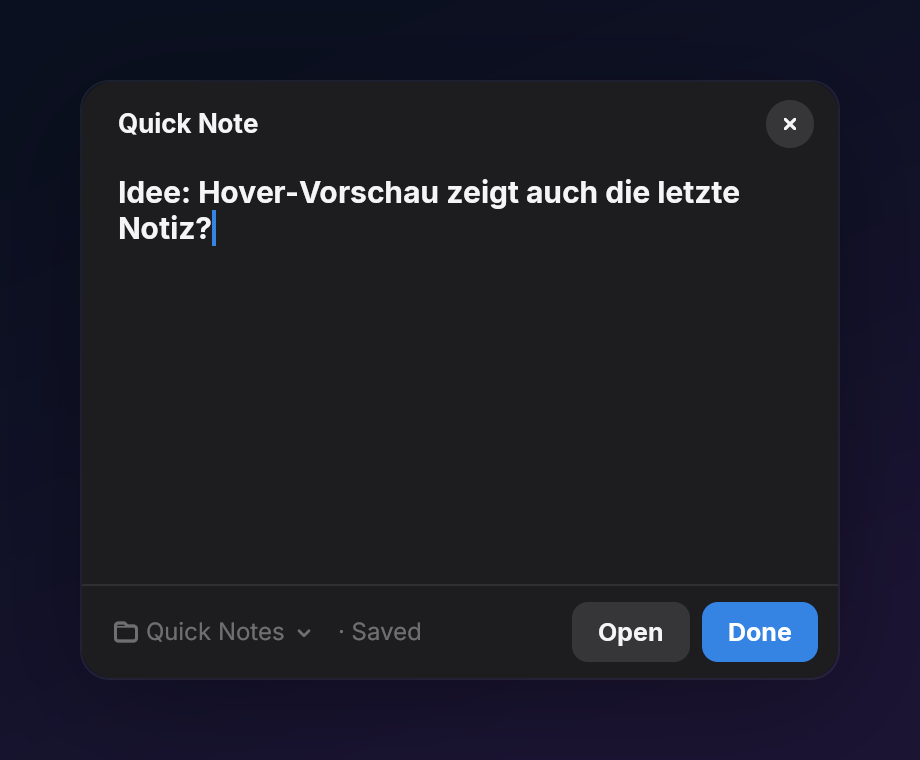 Quick Note
Idee: Hover-Vorschau zeigt auch die letzte
Notiz?
Quick Notes · Saved
Open
Done